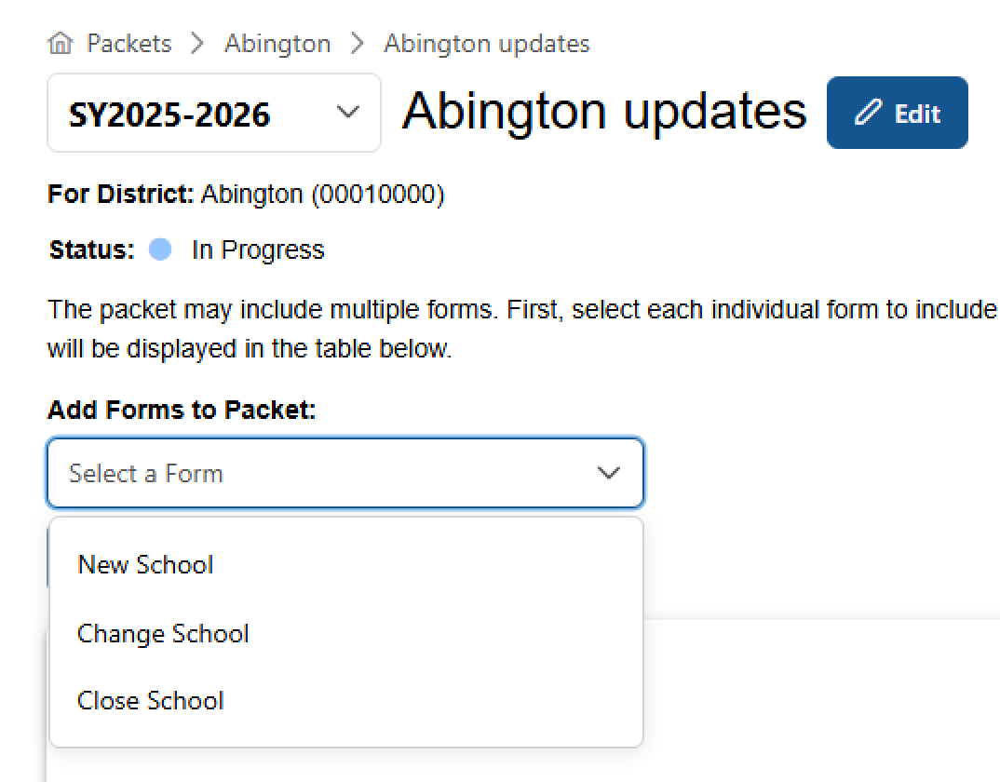 Packets > Abington > Abington updates
SY2025-2026 Abington updates Edit
For District: Abington (00010000)
Status: In Progress
The packet may include multiple forms. First, select each individual form to include
will be displayed in the table below.
Add Forms to Packet:
Select a Form
New School
Change School
Close School